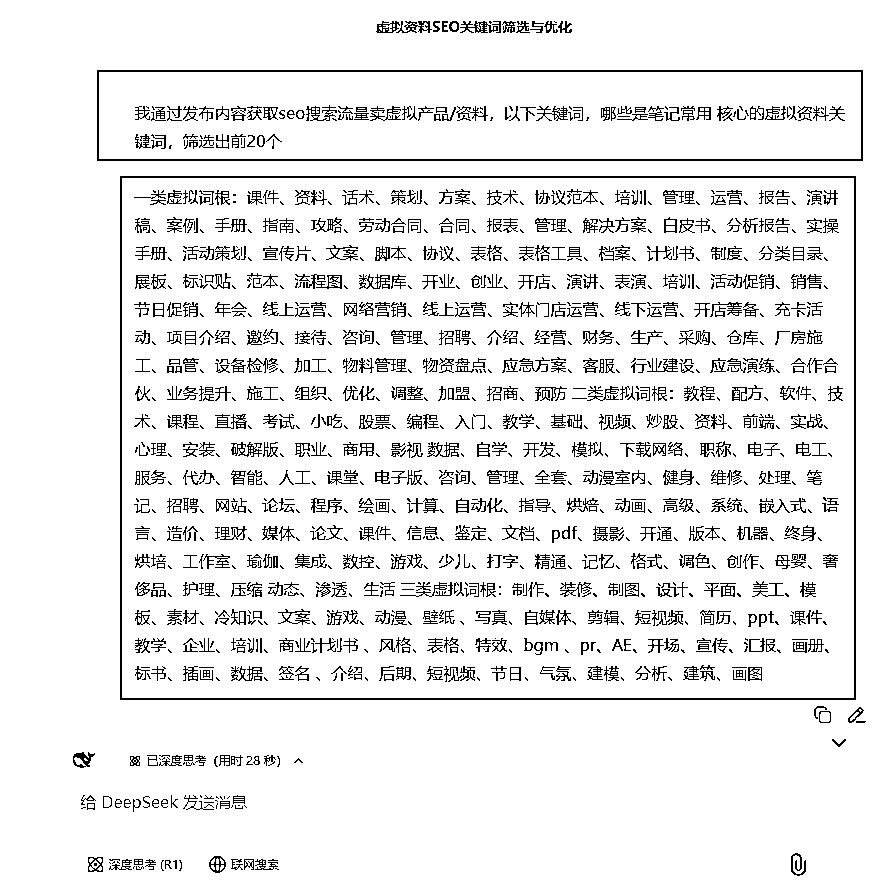 虚拟资料SEO关键词筛选与优化
我通过发布内容获取seo搜索流量卖虚拟产品/资料，以下关键词，哪些是笔记常用 核心的虚拟资料关
键词，筛选出前20个
一类虚拟词根：课件、资料、话术、策划、方案、技术、协议范本、培训、管理、运营、报告、演讲
稿、案例、手册、指南、攻略、劳动合同、合同、报表、管理、解决方案、白皮书、分析报告、实操
手册、活动策划、宣传片、文案、脚本、协议、表格、表格工具、档案、计划书、制度、分类目录、
展板、标识贴、范本、流程图、数据库、开业、创业、开店、演讲、表演、培训、活动促销、销售、
节日促销、年会、线上运营、网络营销、线上运营、实体门店运营、线下运营、开店筹备、充卡活
动、项目介绍、邀约、接待、咨询、管理、招聘、介绍、经营、财务、生产、采购、仓库、厂房施
工、品管、设备检修、加工、物料管理、物资盘点、应急方案、客服、行业建设、应急演练、合作合
伙、业务提升、施工、组织、优化、调整、加盟、招商、预防 二类虚拟词根：教程、配方、软件、技
术、课程、直播、考试、小吃、股票、编程、入门、教学、基础、视频、炒股、资料、前端、实战、
心理、安装、破解版、职业、商用、影视 数据、自学、开发、模拟、下载网络、职称、电子、电工、
服务、代办、智能、人工、课堂、电子版、咨询、管理、全套、动漫室内、健身、维修、处理、笔
记、招聘、网站、论坛、程序、绘画、计算、自动化、指导、烘焙、动画、高级、系统、嵌入式、语
言、造价、理财、媒体、论文、课件、信息、鉴定、文档、pdf、摄影、开通、版本、机器、终身、
烘培、工作室、瑜伽、集成、数控、游戏、少儿、打字、精通、记忆、格式、调色、创作、母婴、奢
侈品、护理、压缩 动态、渗透、生活 三类虚拟词根：制作、装修、制图、设计、平面、美工、模
板、素材、冷知识、文案、游戏、动漫、壁纸 、写真、自媒体、剪辑、短视频、简历、ppt、课件、
教学、企业、培训、商业计划书 、风格、表格、特效、bgm 、pr、AE、开场、宣传、汇报、画册、
标书、插画、数据、签名 、介绍、后期、短视频、节日、气氛、建模、分析、建筑、画图
已深度思考（用时 28 秒）
给 DeepSeek 发送消息
深度思考 (R1) 联网搜索